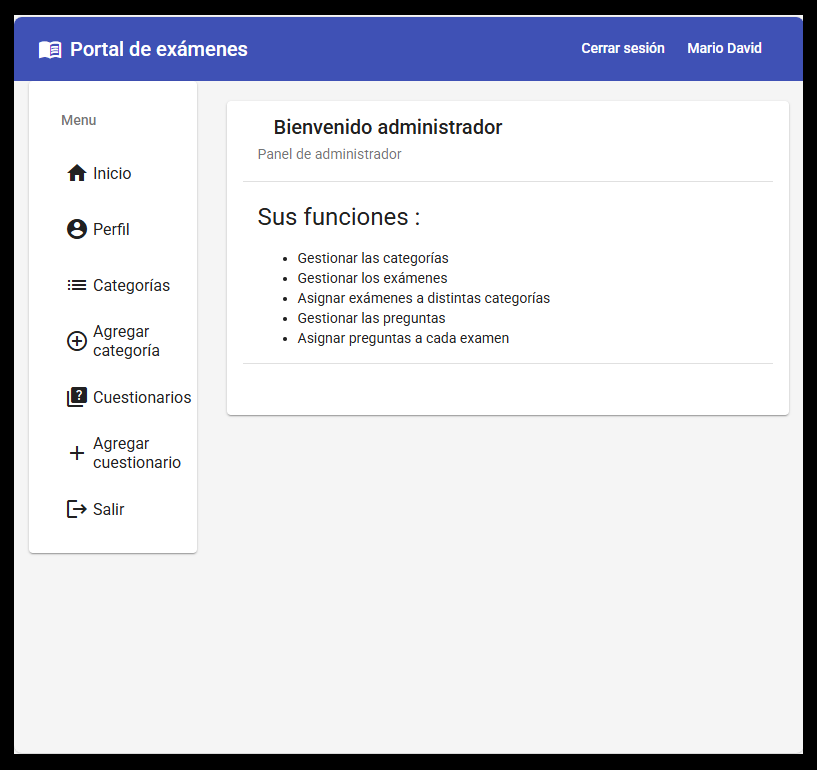 Portal de exámenes
Cerrar sesión
Mario David
Menu
Inicio
Perfil
Categorías
Agregar
categoría
Cuestionarios
Agregar
cuestionario
Salir
Bienvenido administrador
Panel de administrador
Sus funciones :
Gestionar las categorías
Gestionar los exámenes
Asignar exámenes a distintas categorías
Gestionar las preguntas
Asignar preguntas a cada examen